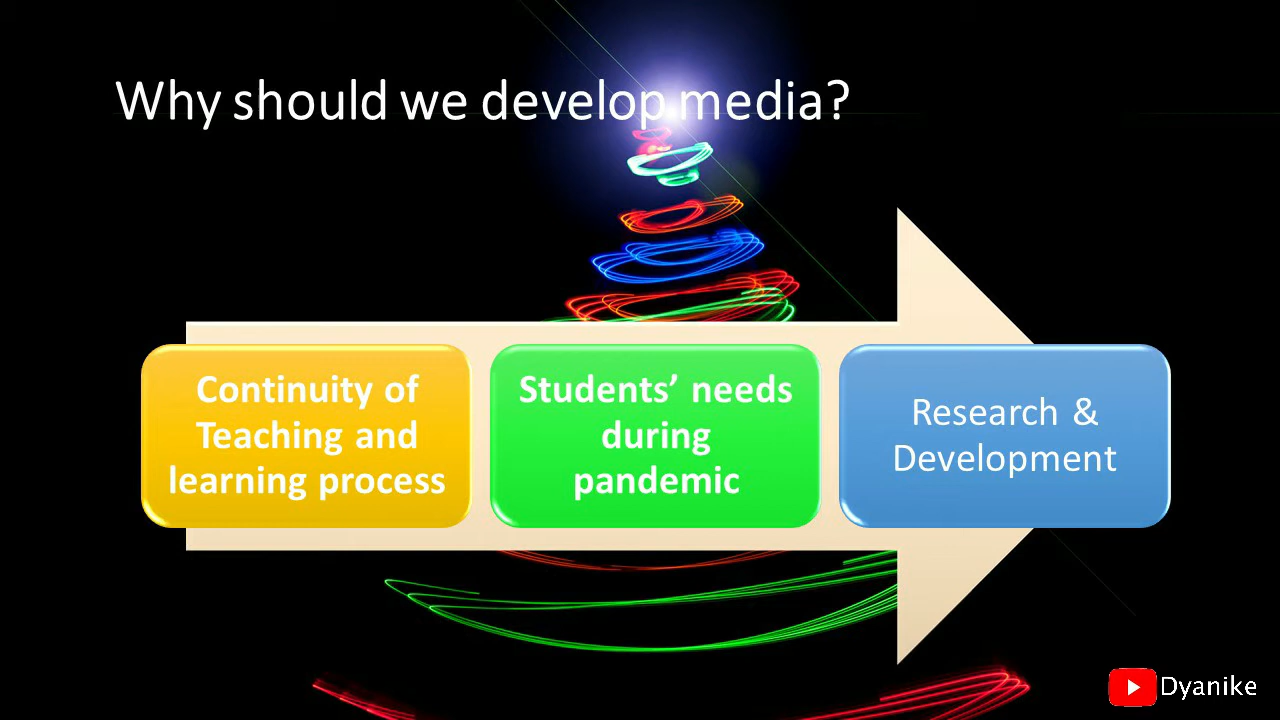 Why should we develop media?
Continuity of
Teaching and
learning process
Students’ needs
during
pandemic
Research &
Development
Dyanike